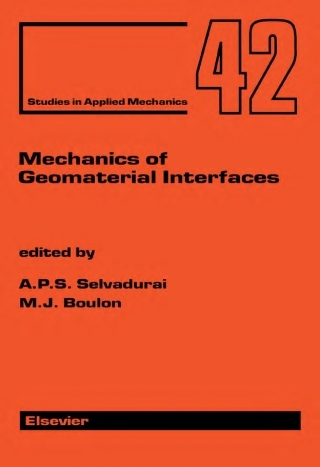 Studies in Applied Mechanics
42
Mechanics of
Geomaterial Interfaces
edited by
A.P.S. Selvadurai
M.J. Boulon
Elsevier